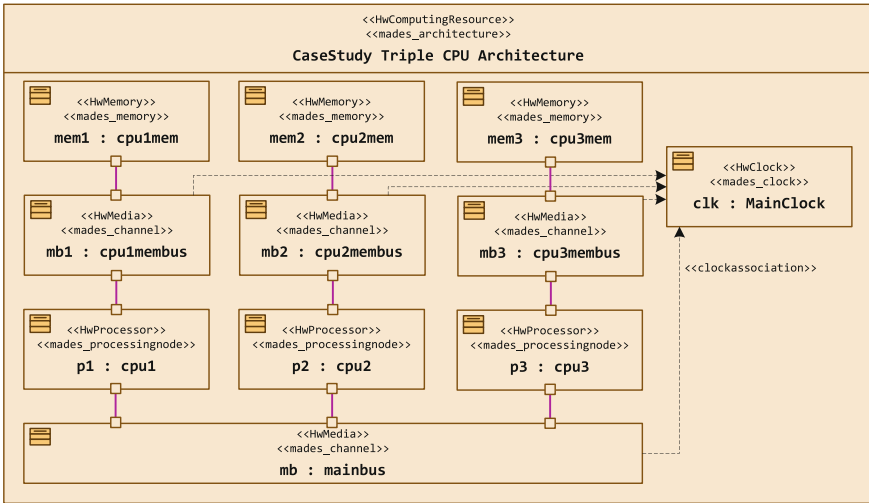 <<HwComputingResource>>
<<mades_architecture>>
CaseStudy Triple CPU Architecture
<<HwMemory>>
<<mades_memory>>
mem1 : cpu1mem
<<HwMemory>>
<<mades_memory>>
mem2 : cpu2mem
<<HwMemory>>
<<mades_memory>>
mem3 : cpu3mem
<<HwClock>>
<<mades_clock>>
clk : MainClock
<<HwMedia>>
<<mades_channel>>
mb1 : cpu1membus
<<HwMedia>>
<<mades_channel>>
mb2 : cpu2membus
<<HwMedia>>
<<mades_channel>>
mb3 : cpu3membus
<<clockassociation>>
<<HwProcessor>>
<<mades_processingnode>>
p1 : cpu1
<<HwProcessor>>
<<mades_processingnode>>
p2 : cpu2
<<HwProcessor>>
<<mades_processingnode>>
p3 : cpu3
<<HwMedia>>
<<mades_channel>>
mb : mainbus